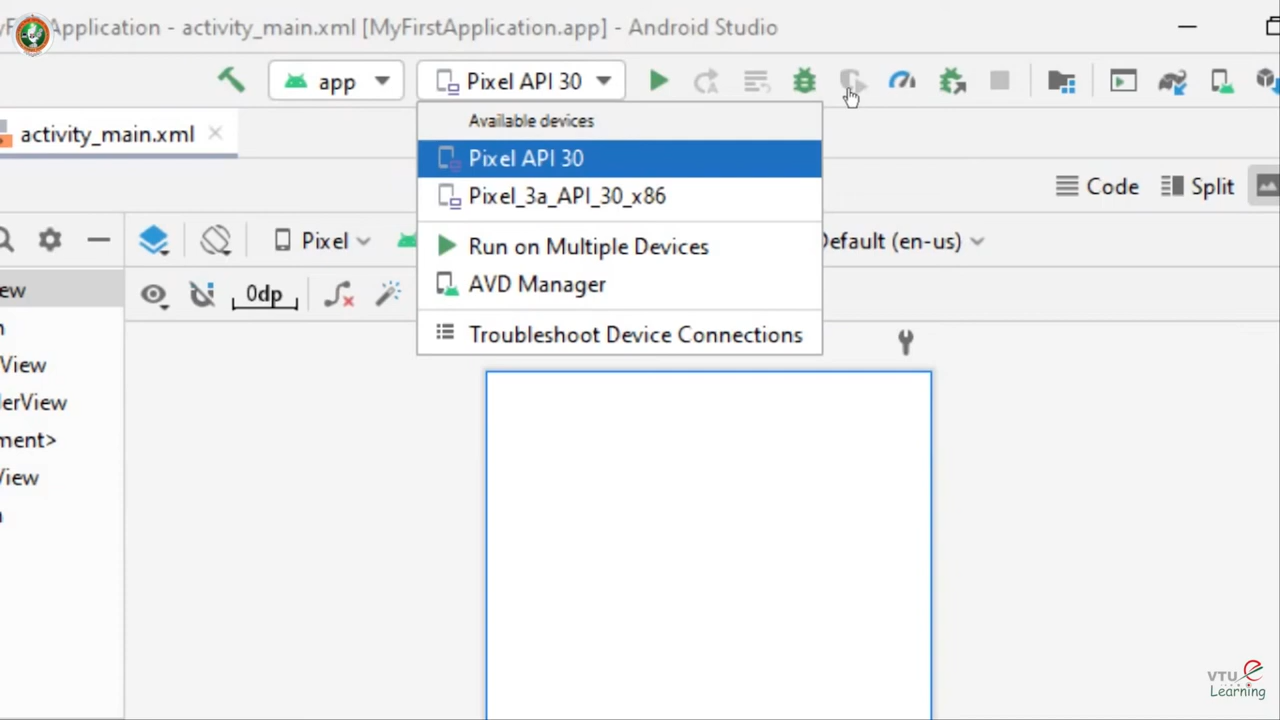 Application - activity_main.xml [MyFirstApplication.app] - Android Studio
app
Pixel API 30
activity_main.xml
Available devices
Pixel API 30
Pixel_3a_API_30_x86
Run on Multiple Devices
AVD Manager
Troubleshoot Device Connections
Code
Split
Pixel
Default (en-us)
0dp
ew
View
derView
ment>
View
VTU
Learning